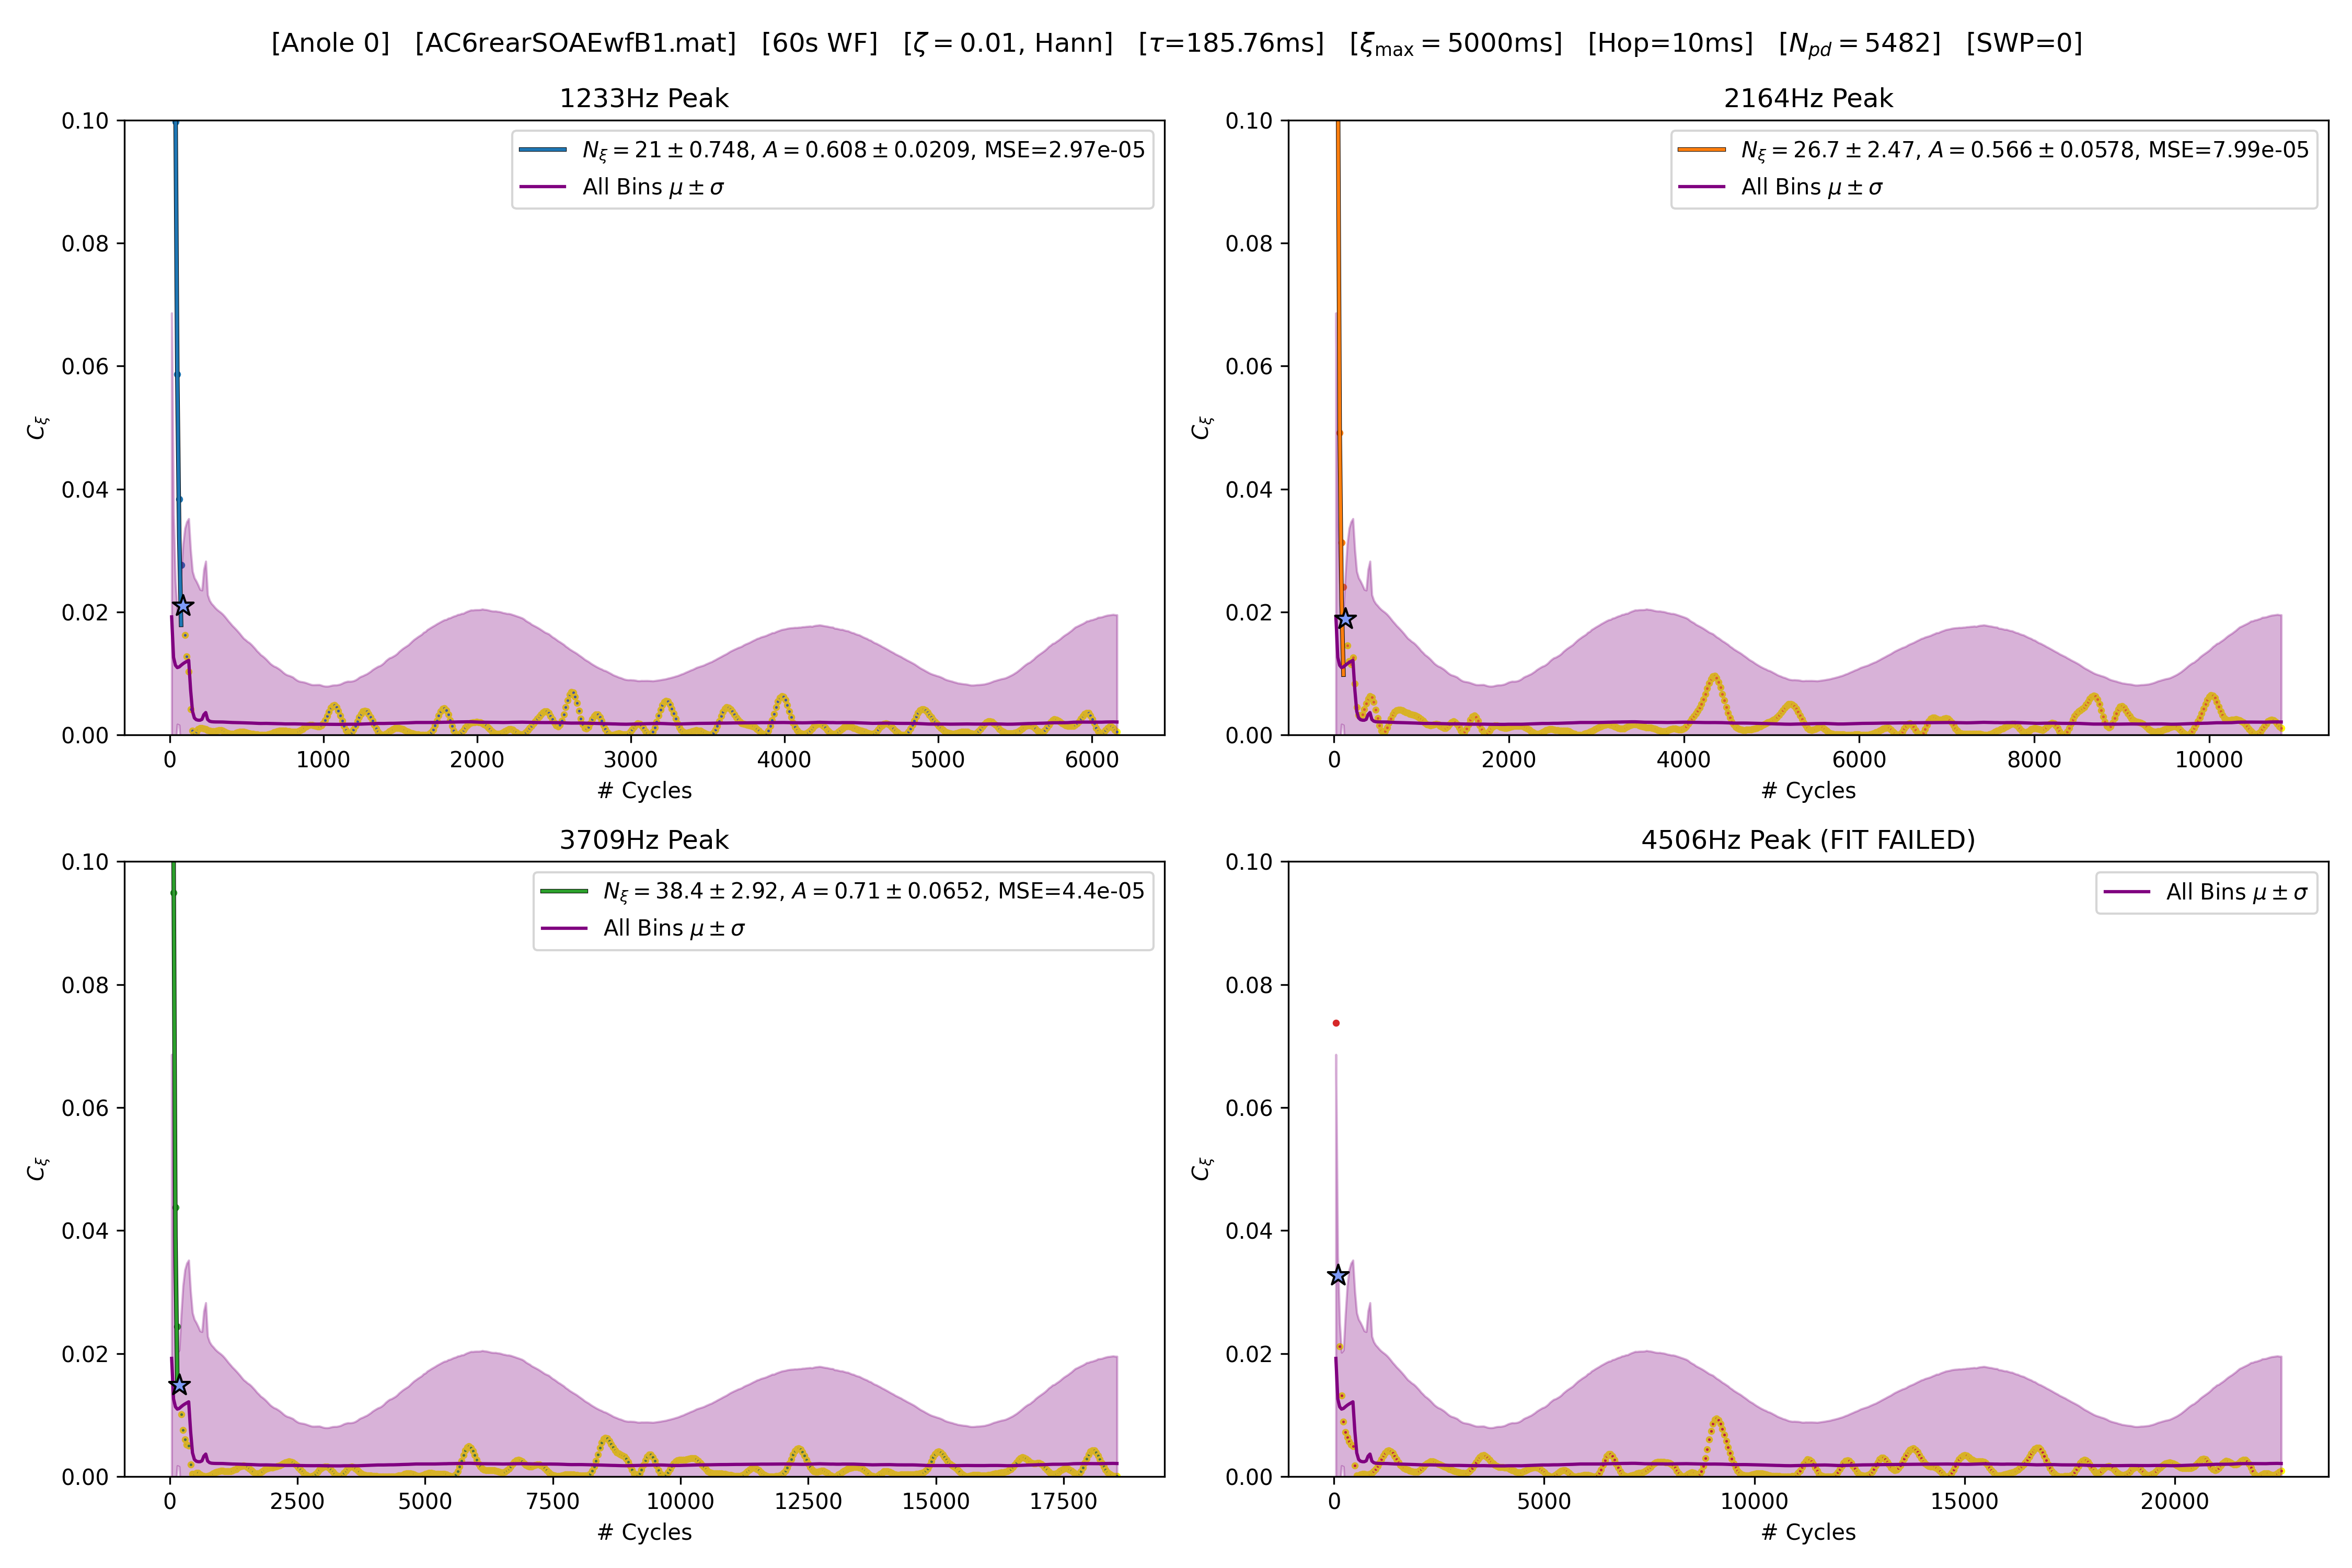 [Anole 0] [AC6rearSOAEwfB1.mat] [60s WF] [ζ = 0.01, Hann] [τ=185.76ms] [ξmax = 5000ms] [Hop=10ms] [Npd = 5482] [SWP=0]
1233Hz Peak
Nξ = 21 ± 0.748, A = 0.608 ± 0.0209, MSE=2.97e-05
All Bins μ ± σ
0.10
0.08
0.06
0.04
0.02
0.00
Cξ
0 1000 2000 3000 4000 5000 6000
# Cycles
2164Hz Peak
Nξ = 26.7 ± 2.47, A = 0.566 ± 0.0578, MSE=7.99e-05
All Bins μ ± σ
0.10
0.08
0.06
0.04
0.02
0.00
Cξ
0 2000 4000 6000 8000 10000
# Cycles
3709Hz Peak
Nξ = 38.4 ± 2.92, A = 0.71 ± 0.0652, MSE=4.4e-05
All Bins μ ± σ
0.10
0.08
0.06
0.04
0.02
0.00
Cξ
0 2500 5000 7500 10000 12500 15000 17500
# Cycles
4506Hz Peak (FIT FAILED)
All Bins μ ± σ
0.10
0.08
0.06
0.04
0.02
0.00
Cξ
0 5000 10000 15000 20000
# Cycles